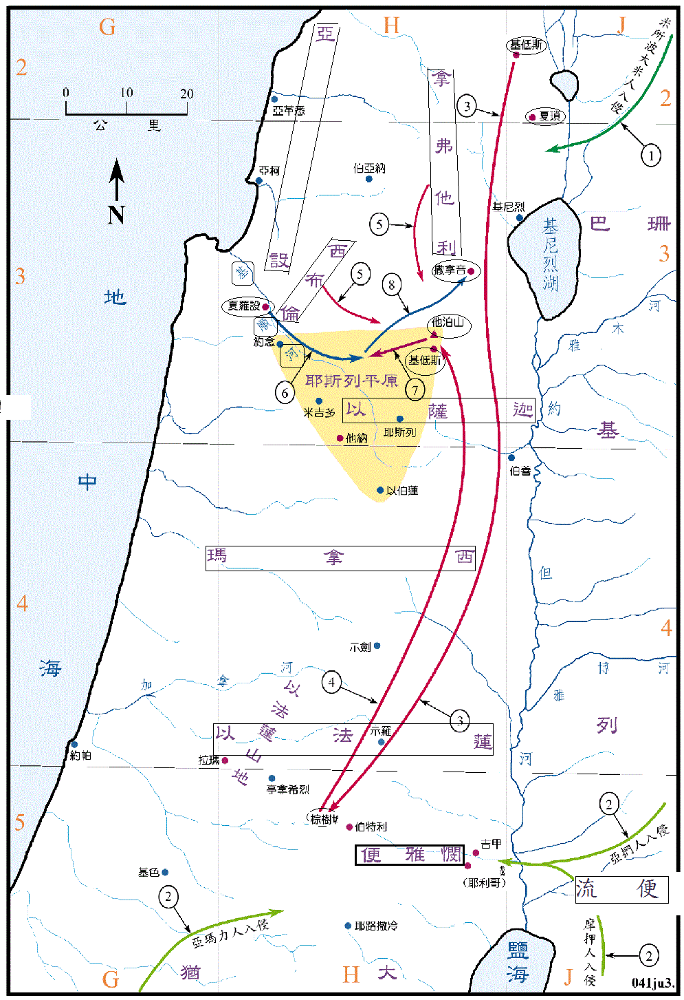 G
H
J
2
亞
基低斯
米所波大米人入侵
拿弗他利
0 10 20
公里
亞革悉
3
夏瑣
2
1
N
亞柯
伯亞納
5
基尼烈
基尼烈湖
巴珊
亞設
西布倫
3
地中海
5
8
撒拿音
3
夏羅設
他泊山
約念
河
基低斯
雅木河
6
7
耶斯列平原
米吉多
以薩迦
耶斯列
他納
約但河
基列
伯善
以伯蓮
瑪拿西
4
4
示劍
加拿河
以法蓮山地
4
雅博河
3
以法蓮
示羅
約帕
拉瑪
亭拿希烈
5
(棕樹
伯特利
2
亞捫人入侵
便雅憫
吉甲
(耶利哥)
流便
基色
2
亞瑪力人入侵
耶路撒冷
摩押人入侵
2
鹽海
G
猶大
H
J
041ju3.